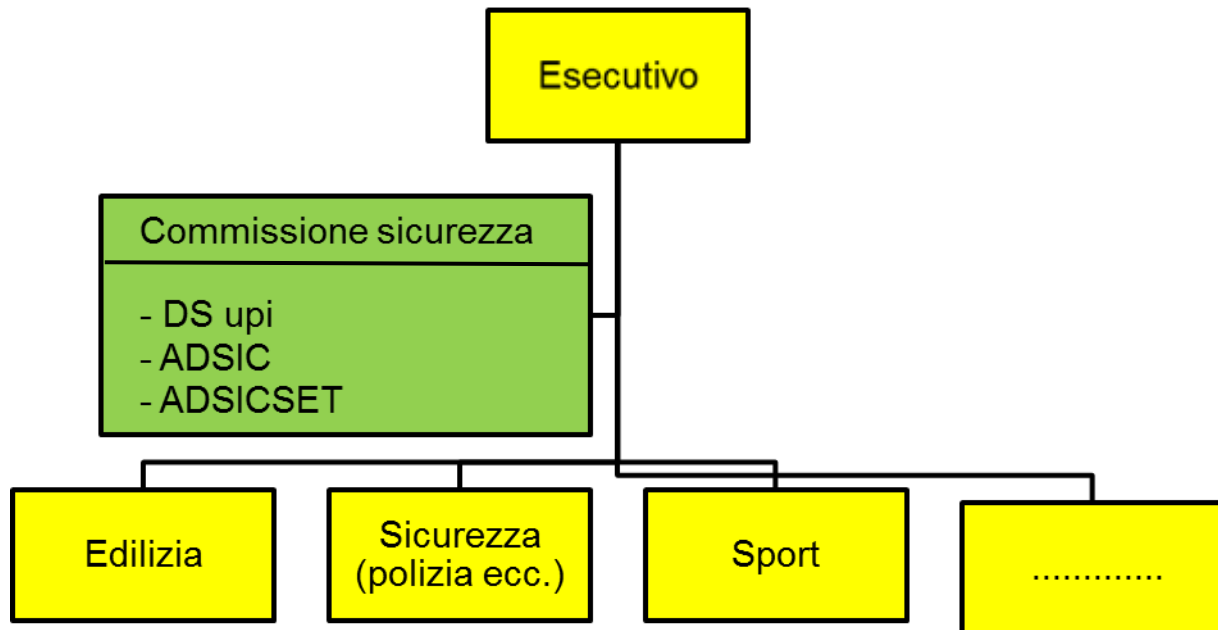 Esecutivo
Commissione sicurezza
- DS upi
- ADSIC
- ADSICSET
Edilizia
Sicurezza
(polizia ecc.)
Sport
.............